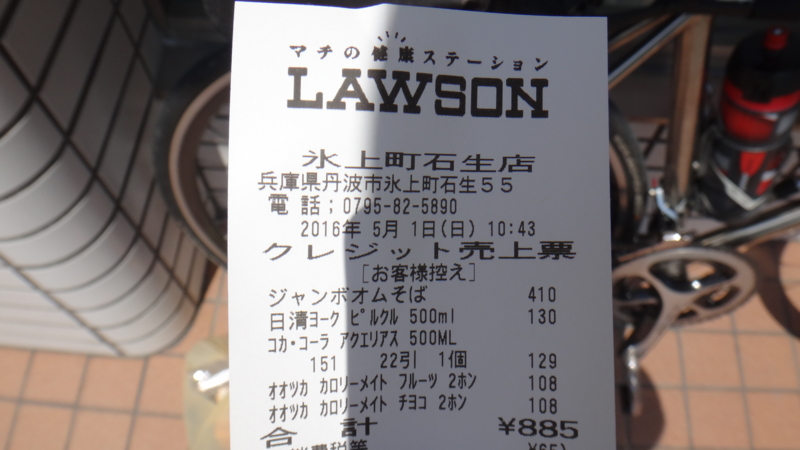 マチの健康ステーション
LAWSON
氷上町石生店
兵庫県丹波市氷上町石生５５
電 話；0795-82-5890
2016年 5月 1日(日) 10:43
クレジット売上票
[お客様控え]
ジャンボオムそば 410
日清ﾖｰｸ ﾋﾟﾙｸﾙ 500ml 130
ｺｶ･ｺｰﾗ ｱｸｴﾘｱｽ 500ML
151 22引 1個 129
ｵｵﾂｶ ｶﾛﾘｰﾒｲﾄ ﾌﾙｰﾂ 2ﾎﾝ 108
ｵｵﾂｶ ｶﾛﾘｰﾒｲﾄ ﾁﾖｺ 2ﾎﾝ 108
合 計 ¥885